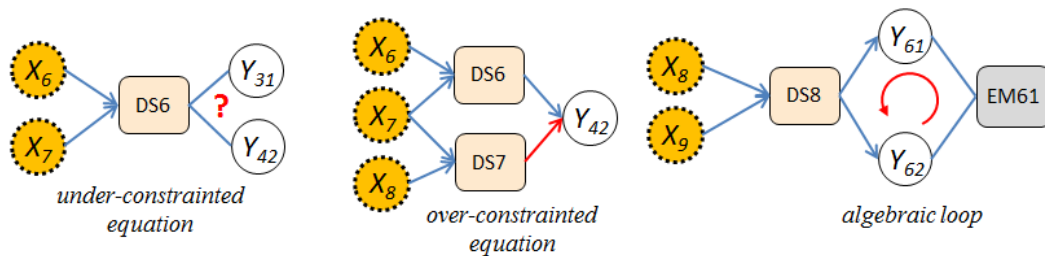 X6
X7
DS6
Y31
?
Y42
under-constrainted
equation
X6
X7
X8
DS6
DS7
Y42
over-constrainted
equation
X8
X9
DS8
Y61
Y62
EM61
algebraic loop